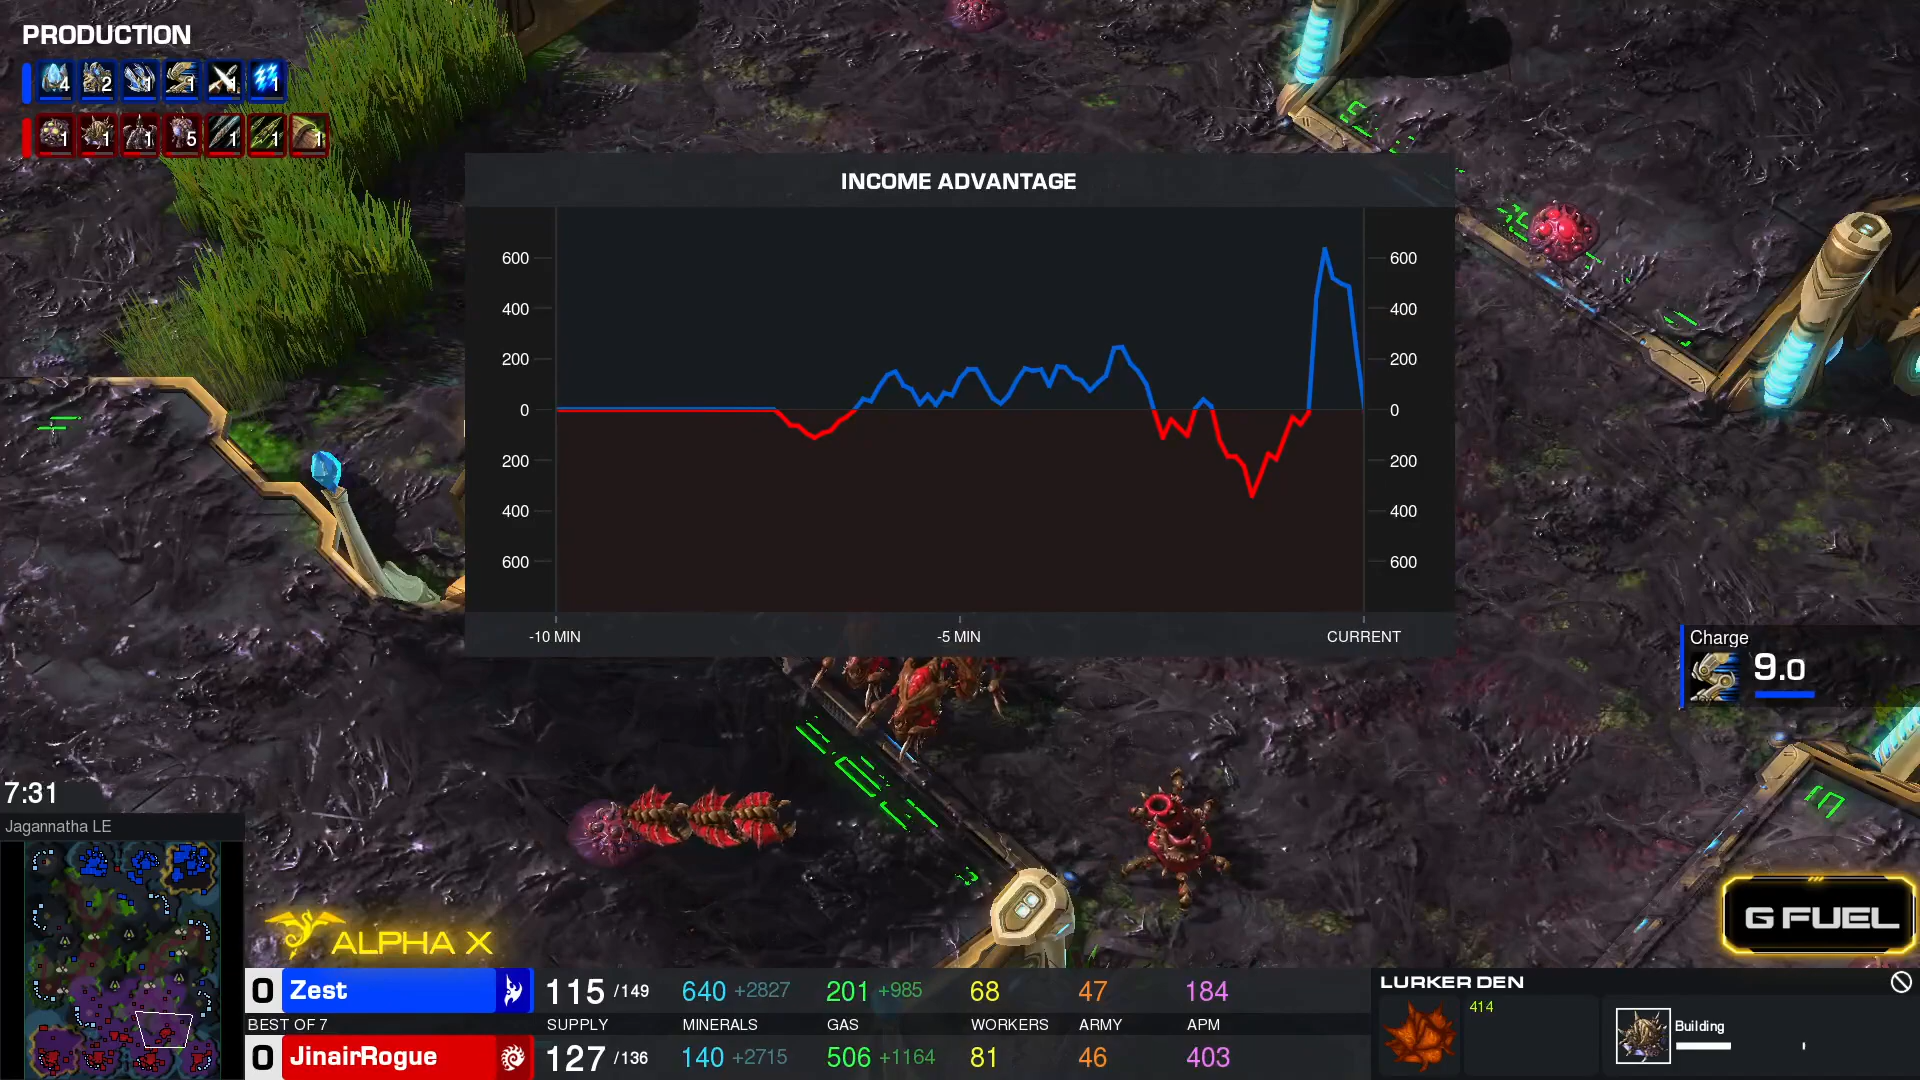 PRODUCTION
4 2 1 1 1 1
1 1 1 5 1 1 1
INCOME ADVANTAGE
600 600
400 400
200 200
0 0
200 200
400 400
600 600
-10 MIN -5 MIN CURRENT
Charge
9.0
7:31
Jagannatha LE
ALPHA X
G FUEL
0 Zest 115 /149 640 +2827 201 +985 68 47 184
BEST OF 7 SUPPLY MINERALS GAS WORKERS ARMY APM
0 JinairRogue 127 /136 140 +2715 506 +1164 81 46 403
LURKER DEN
414
Building